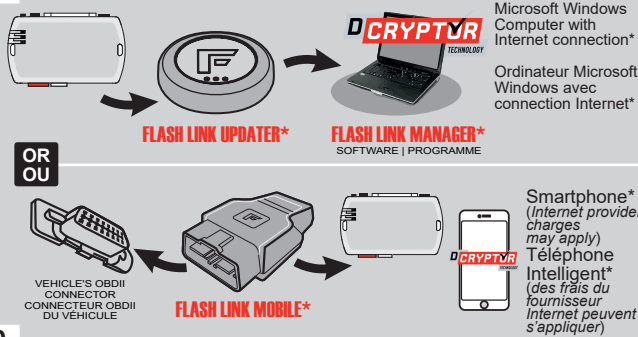 Microsoft Windows
Computer with
Internet connection*
Ordinateur Microsoft
Windows avec
connection Internet*
DCRYPTYR
TECHNOLOGY
FLASH LINK UPDATER*
FLASH LINK MANAGER*
SOFTWARE | PROGRAMME
OR
OU
VEHICLE'S OBDII
CONNECTOR
CONNECTEUR OBDII
DU VÉHICULE
FLASH LINK MOBILE*
DCRYPTYR
TECHNOLOGY
Smartphone*
(Internet provider
charges
may apply)
Téléphone
Intelligent*
(des frais du
fournisseur
Internet peuvent
s'appliquer)